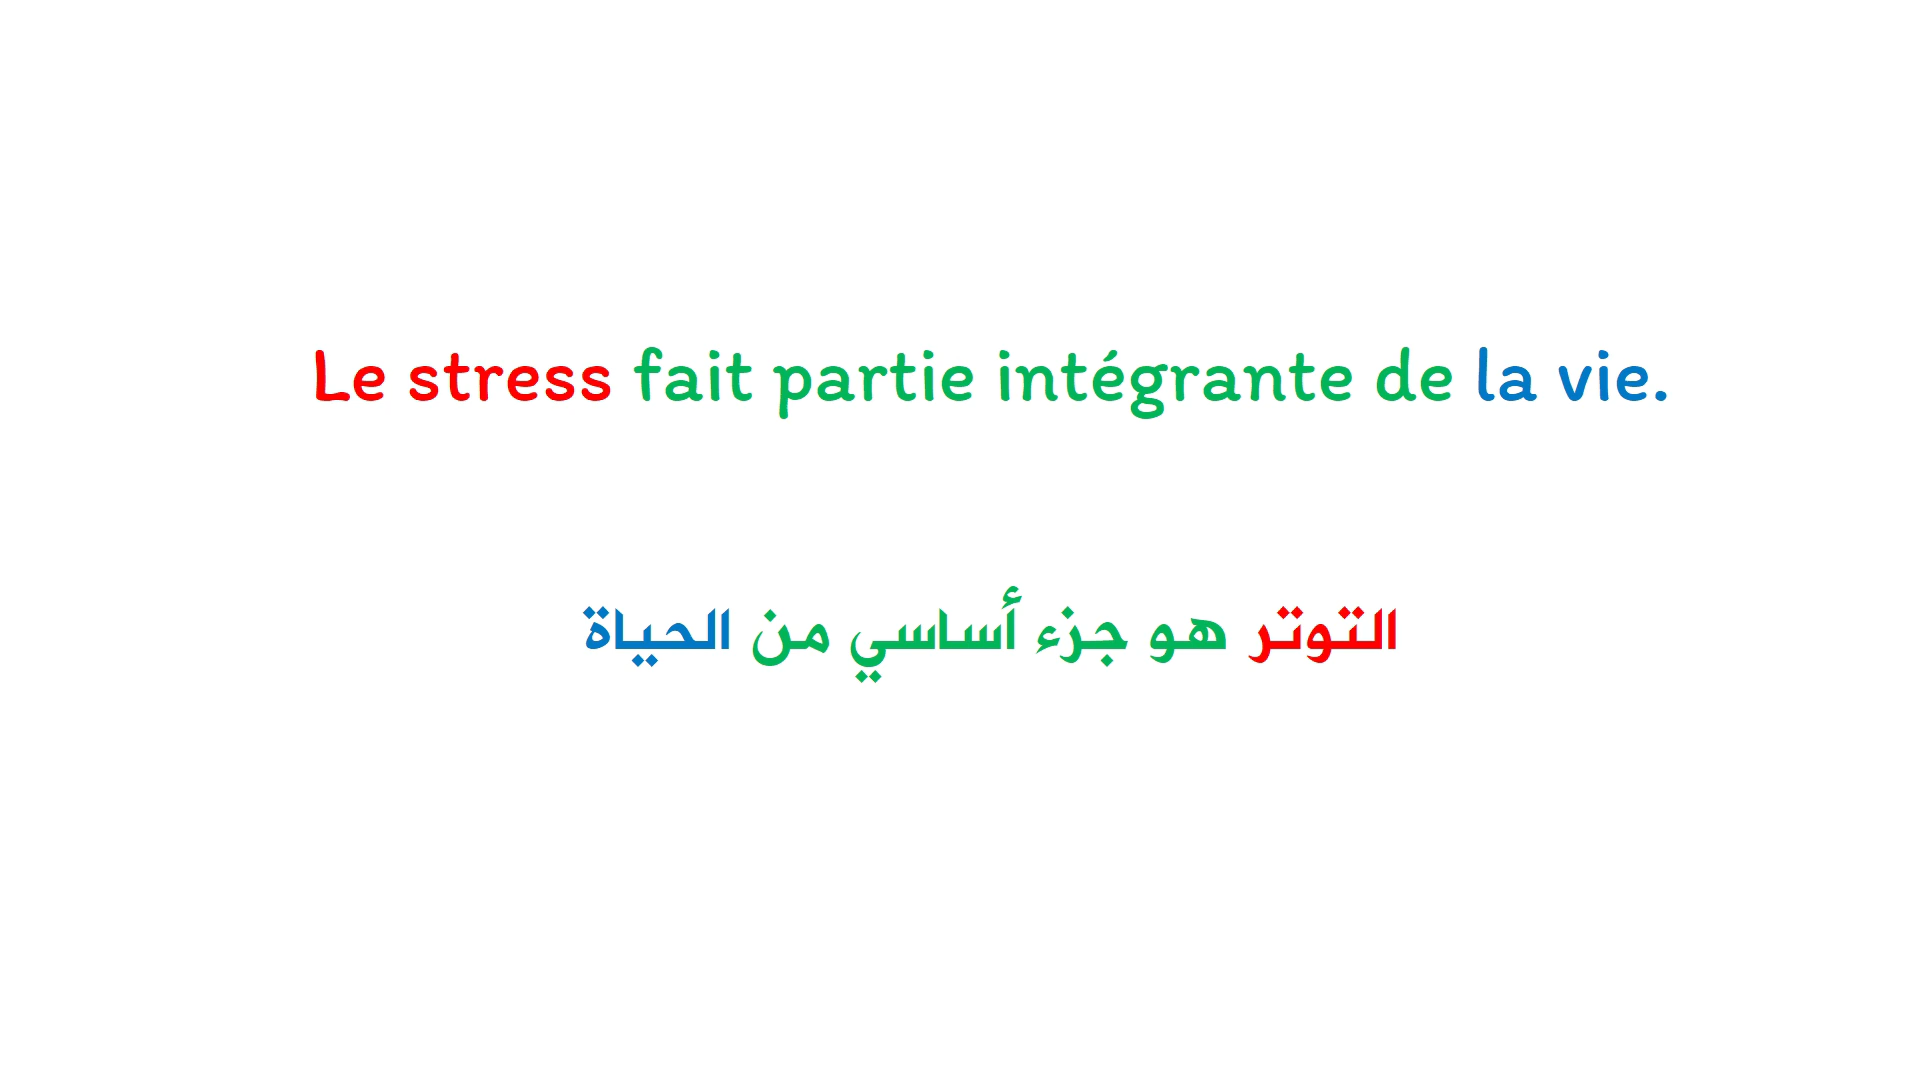 Le stress fait partie intégrante de la vie.
التوتر هو جزء أساسي من الحياة